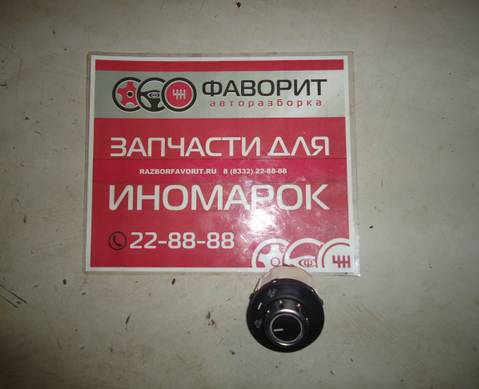 ФАВОРИТ
авторазборка
ЗАПЧАСТИ ДЛЯ
RAZBORFAVORIT.RU 8 (8332) 22-88-88
ИНОМАРОК
22-88-88